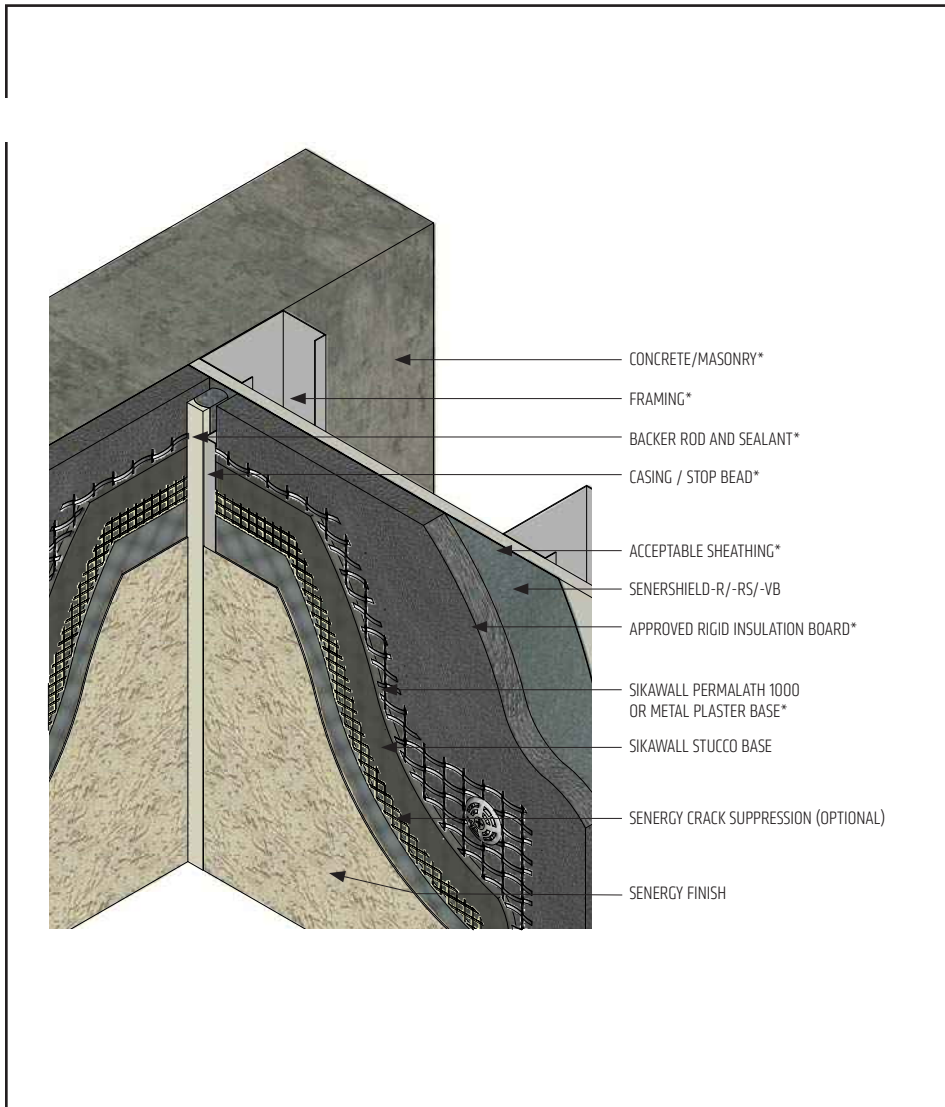 CONCRETE/MASONRY*
FRAMING*
BACKER ROD AND SEALANT*
CASING / STOP BEAD*
ACCEPTABLE SHEATHING*
SENERSHIELD-R/-RS/-VB
APPROVED RIGID INSULATION BOARD*
SIKAWALL PERMALATH 1000
OR METAL PLASTER BASE*
SIKAWALL STUCCO BASE
SENERGY CRACK SUPPRESSION (OPTIONAL)
SENERGY FINISH